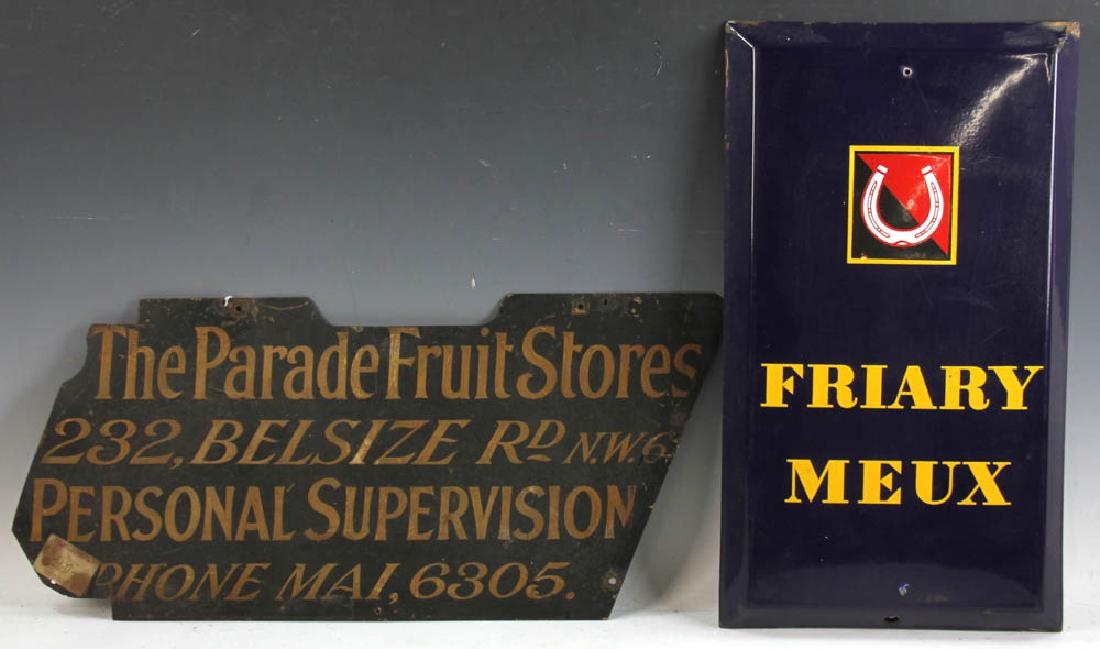 The Parade Fruit Stores
232, BELSIZE RD N.W.6.
PERSONAL SUPERVISION
PHONE MAI, 6305.
FRIARY
MEUX